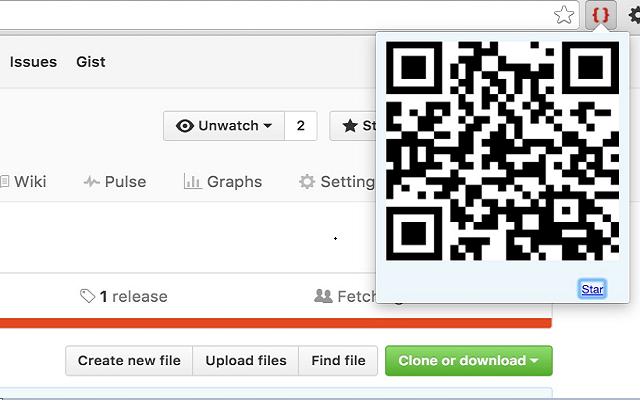 { }
Issues Gist
Unwatch 2 St
Wiki Pulse Graphs Setting
Star
1 release Fetch
Create new file Upload files Find file Clone or download